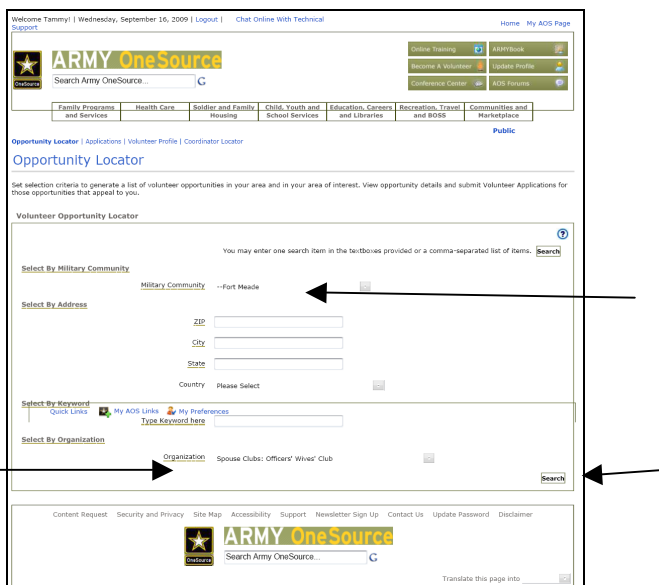 Welcome Tammy! | Wednesday, September 16, 2009 | Logout | Chat Online With Technical Support
Home My AOS Page
ARMY OneSource
OneSource
Search Army OneSource... G
Online Training ARMYBook
Become A Volunteer Update Profile
Conference Center AOS Forums
Family Programs and Services
Health Care
Soldier and Family Housing
Child, Youth and School Services
Education, Careers and Libraries
Recreation, Travel and BOSS
Communities and Marketplace
Public
Opportunity Locator | Applications | Volunteer Profile | Coordinator Locator
Opportunity Locator
Set selection criteria to generate a list of volunteer opportunities in your area and in your area of interest. View opportunity details and submit Volunteer Applications for
those opportunities that appeal to you.
Volunteer Opportunity Locator
?
You may enter one search item in the textboxes provided or a comma-separated list of items. Search
Select By Military Community
Military Community --Fort Meade
Select By Address
ZIP
City
State
Country Please Select
Select By Keyword
Quick Links My AOS Links My Preferences
Type Keyword here
Select By Organization
Organization Spouse Clubs: Officers' Wives' Club
Search
Content Request Security and Privacy Site Map Accessibility Support Newsletter Sign Up Contact Us Update Password Disclaimer
ARMY OneSource
OneSource
Search Army OneSource... G
Translate this page into